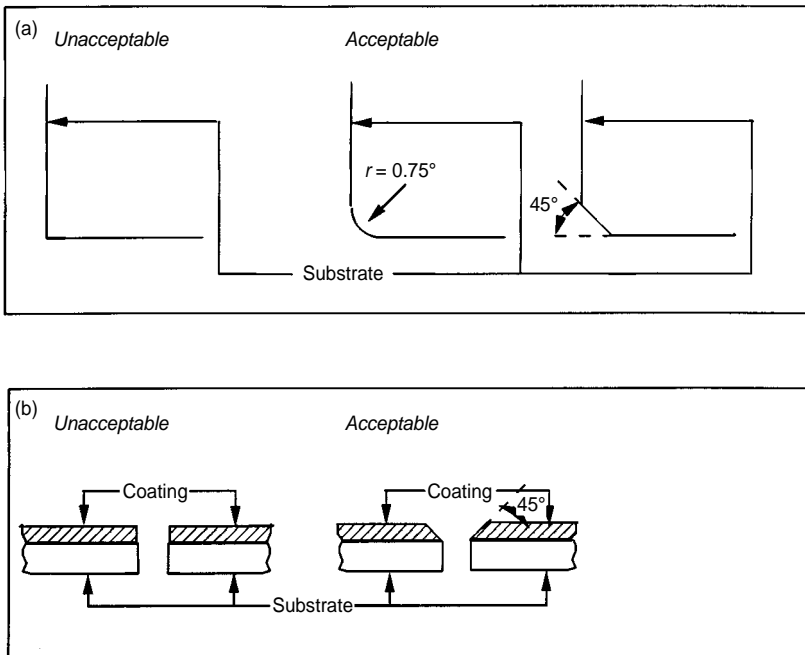 (a)
Unacceptable Acceptable
r = 0.75°
45°
Substrate
(b)
Unacceptable Acceptable
Coating Coating
45°
Substrate